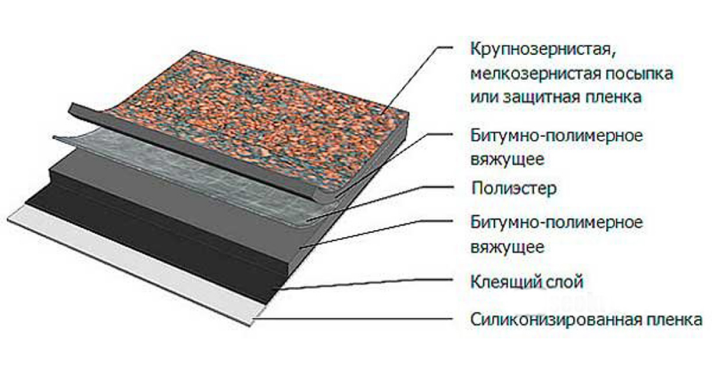 Крупнозернистая,
мелкозернистая посыпка
или защитная пленка
Битумно-полимерное
вяжущее
Полиэстер
Битумно-полимерное
вяжущее
Клеящий слой
Силиконизированная пленка